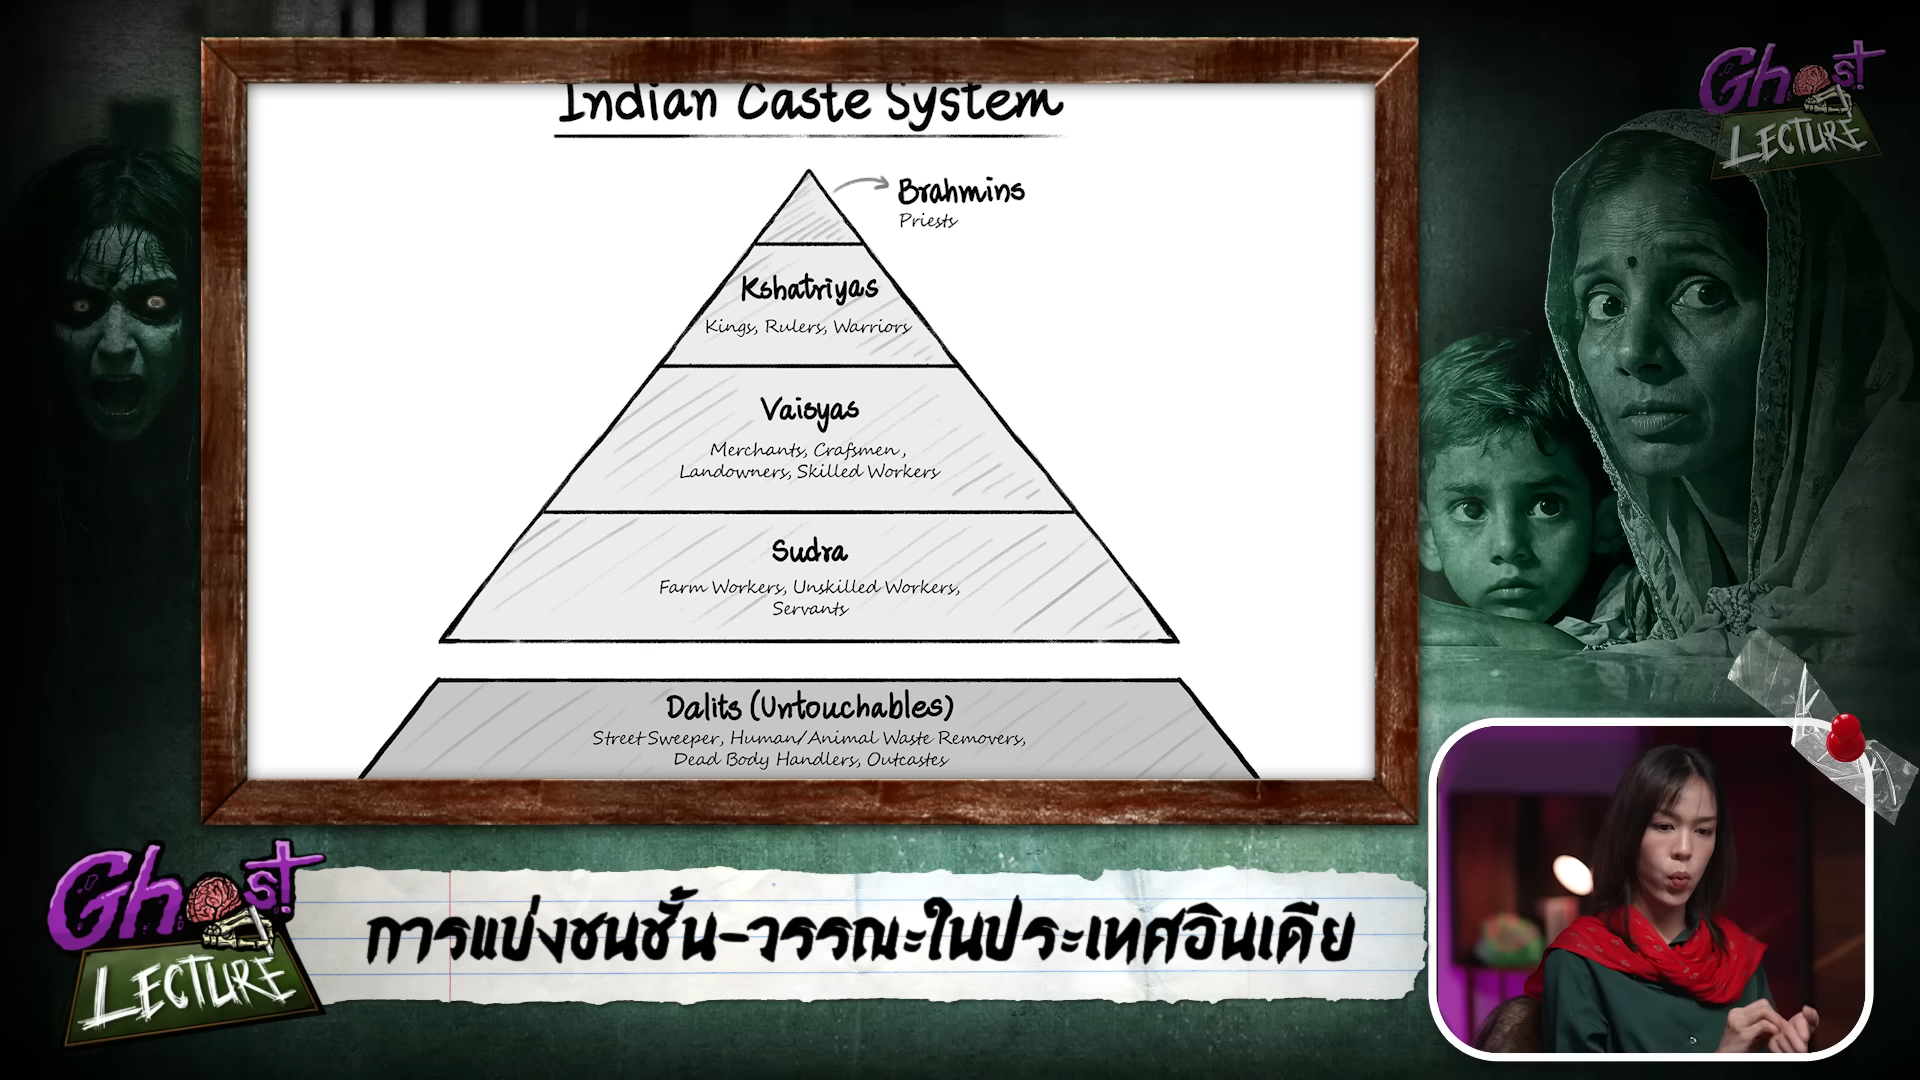 Indian Caste System
Ghost
LECTURE
Brahmins
Priests
Kshatriyas
Kings, Rulers, Warriors
Vaisyas
Merchants, Crafsmen,
Landowners, Skilled Workers
Sudra
Farm Workers, Unskilled Workers,
Servants
Dalits (Untouchables)
Street Sweeper, Human/Animal Waste Removers,
Dead Body Handlers, Outcastes
Ghost
LECTURE
การแบ่งชนชั้น-วรรณะในประเทศอินเดีย